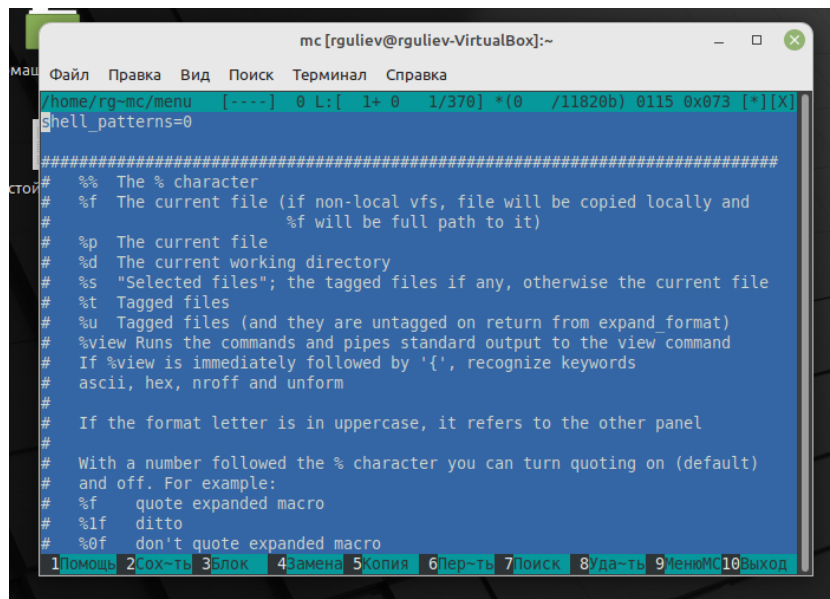 mc [rguliev@rguliev-VirtualBox]:~
маш
Файл Правка Вид Поиск Терминал Справка
/home/rg~mc/menu [----] 0 L:[ 1+ 0 1/370] *(0 /11820b) 0115 0x073 [*][X]
shell_patterns=0
##############################################################################
# %% The % character
# %f The current file (if non-local vfs, file will be copied locally and
# %f will be full path to it)
стой
# %p The current file
# %d The current working directory
# %s "Selected files"; the tagged files if any, otherwise the current file
# %t Tagged files
# %u Tagged files (and they are untagged on return from expand_format)
# %view Runs the commands and pipes standard output to the view command
# If %view is immediately followed by '{', recognize keywords
# ascii, hex, nroff and unform
#
# If the format letter is in uppercase, it refers to the other panel
#
# With a number followed the % character you can turn quoting on (default)
# and off. For example:
# %f quote expanded macro
# %1f ditto
# %0f don't quote expanded macro
1Помощь 2Сох~ть 3Блок 4Замена 5Копия 6Пер~ть 7Поиск 8Уда~ть 9МенюMC 10Выход